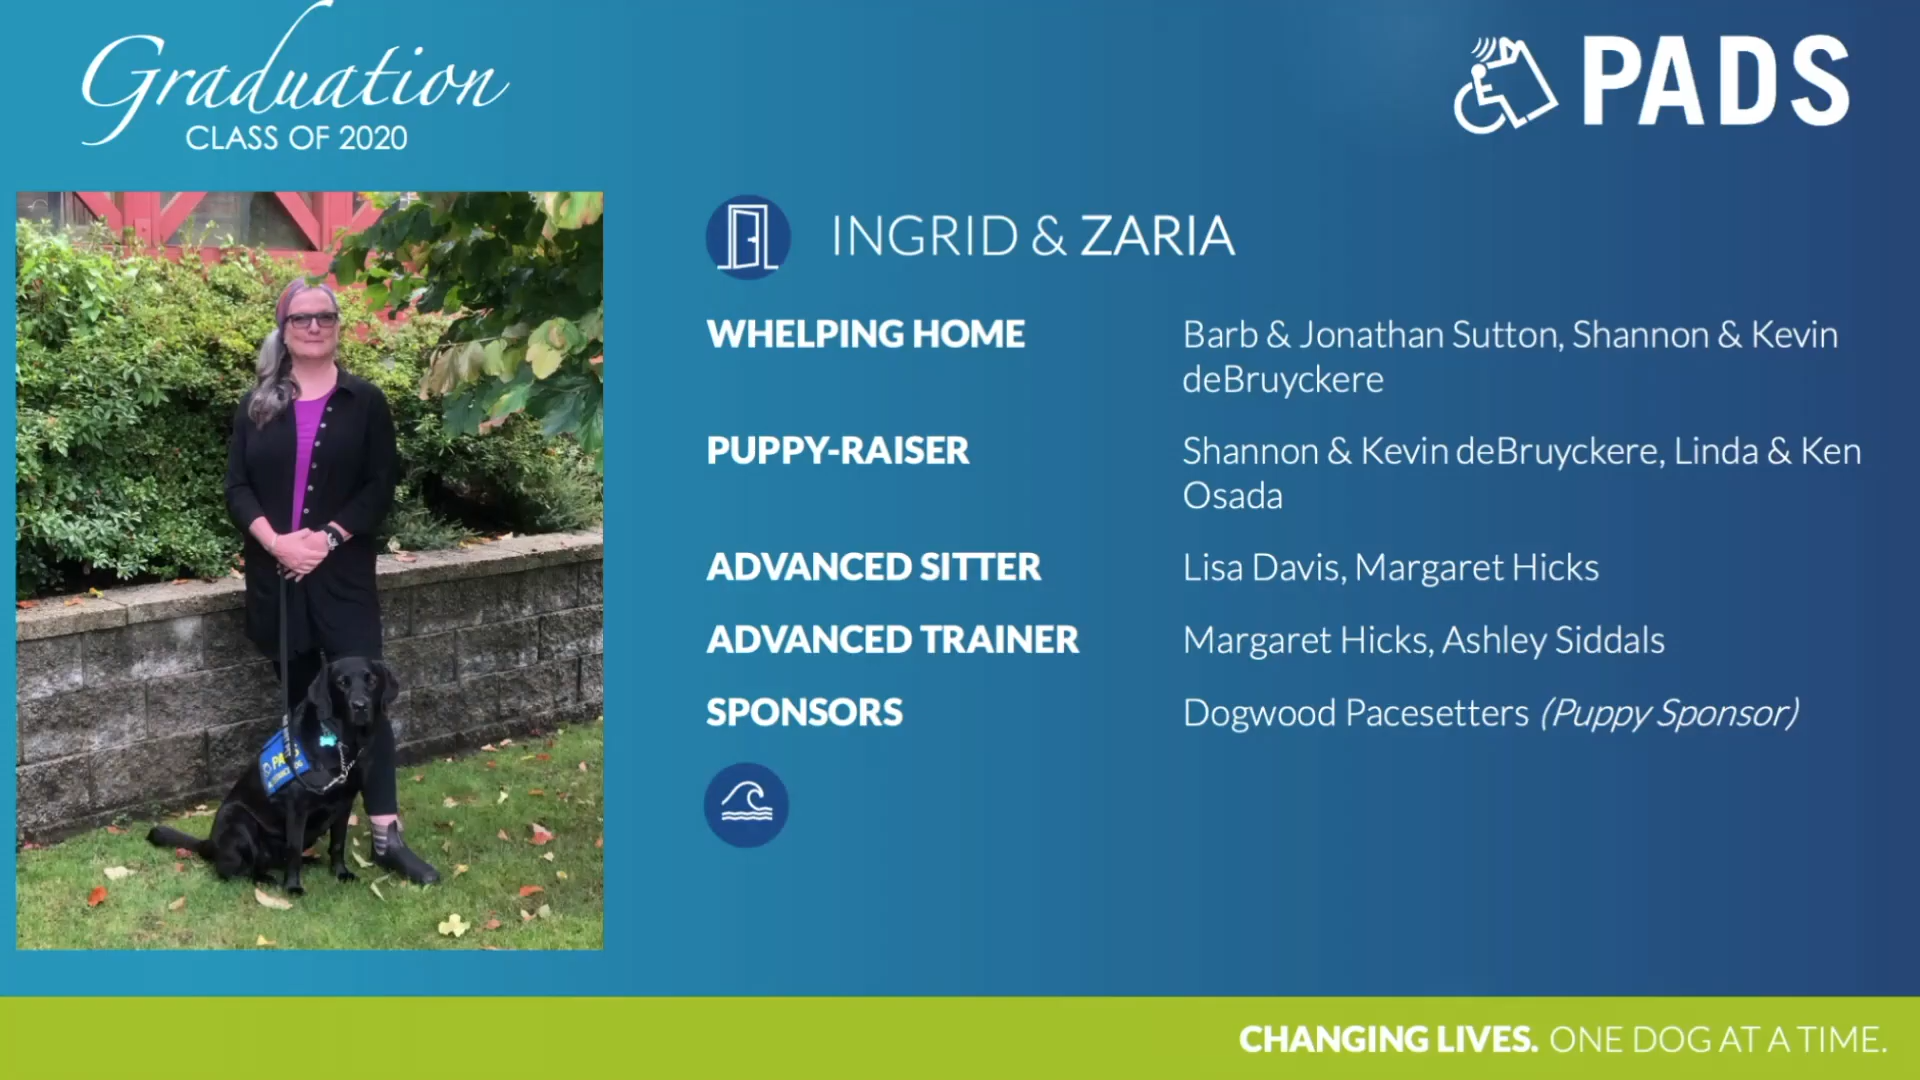 Graduation
CLASS OF 2020
PADS
INGRID & ZARIA
WHELPING HOME
Barb & Jonathan Sutton, Shannon & Kevin
deBruyckere
PUPPY-RAISER
Shannon & Kevin deBruyckere, Linda & Ken
Osada
ADVANCED SITTER
Lisa Davis, Margaret Hicks
ADVANCED TRAINER
Margaret Hicks, Ashley Siddals
SPONSORS
Dogwood Pacesetters (Puppy Sponsor)
CHANGING LIVES. ONE DOG AT A TIME.